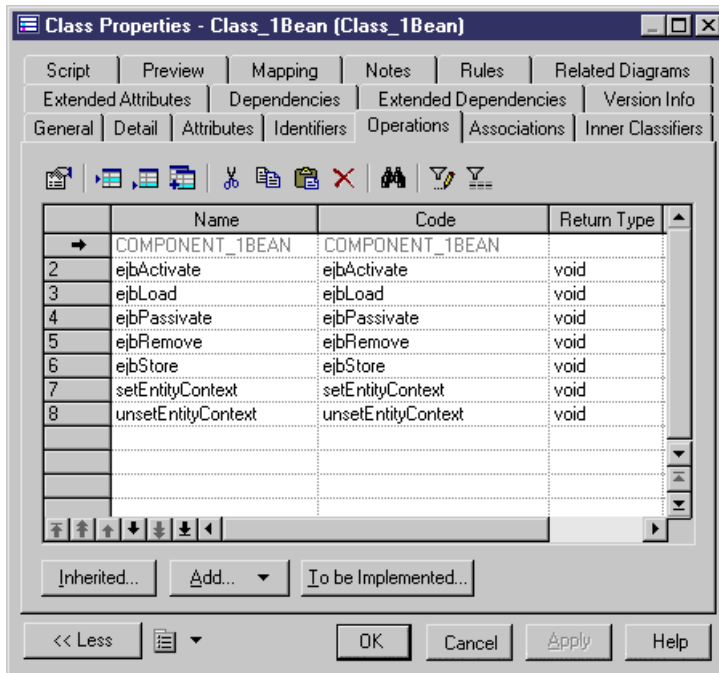 Class Properties - Class_1Bean (Class_1Bean)
Script Preview Mapping Notes Rules Related Diagrams
Extended Attributes Dependencies Extended Dependencies Version Info
General Detail Attributes Identifiers Operations Associations Inner Classifiers
Name Code Return Type
COMPONENT_1BEAN COMPONENT_1BEAN
2 ejbActivate ejbActivate void
3 ejbLoad ejbLoad void
4 ejbPassivate ejbPassivate void
5 ejbRemove ejbRemove void
6 ejbStore ejbStore void
7 setEntityContext setEntityContext void
8 unsetEntityContext unsetEntityContext void
Inherited... Add... To be Implemented...
<< Less OK Cancel Apply Help